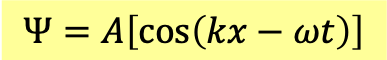 Ψ = A[cos(kx − ωt)]